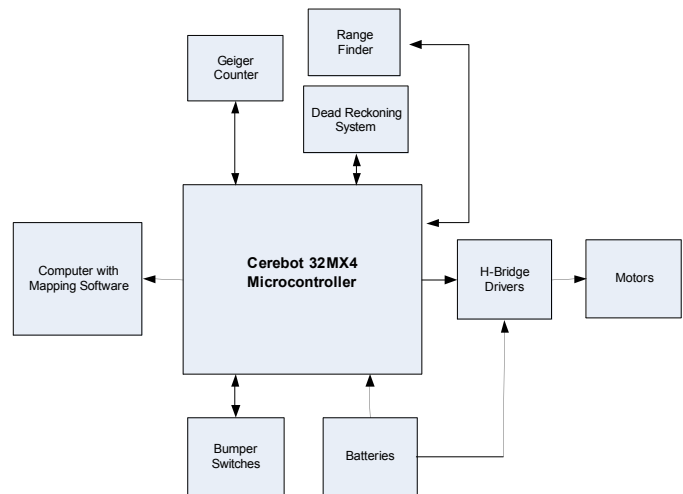 Range
Finder
Geiger
Counter
Dead Reckoning
System
Cerebot 32MX4
Microcontroller
Computer with
Mapping Software
H-Bridge
Drivers
Motors
Bumper
Switches
Batteries